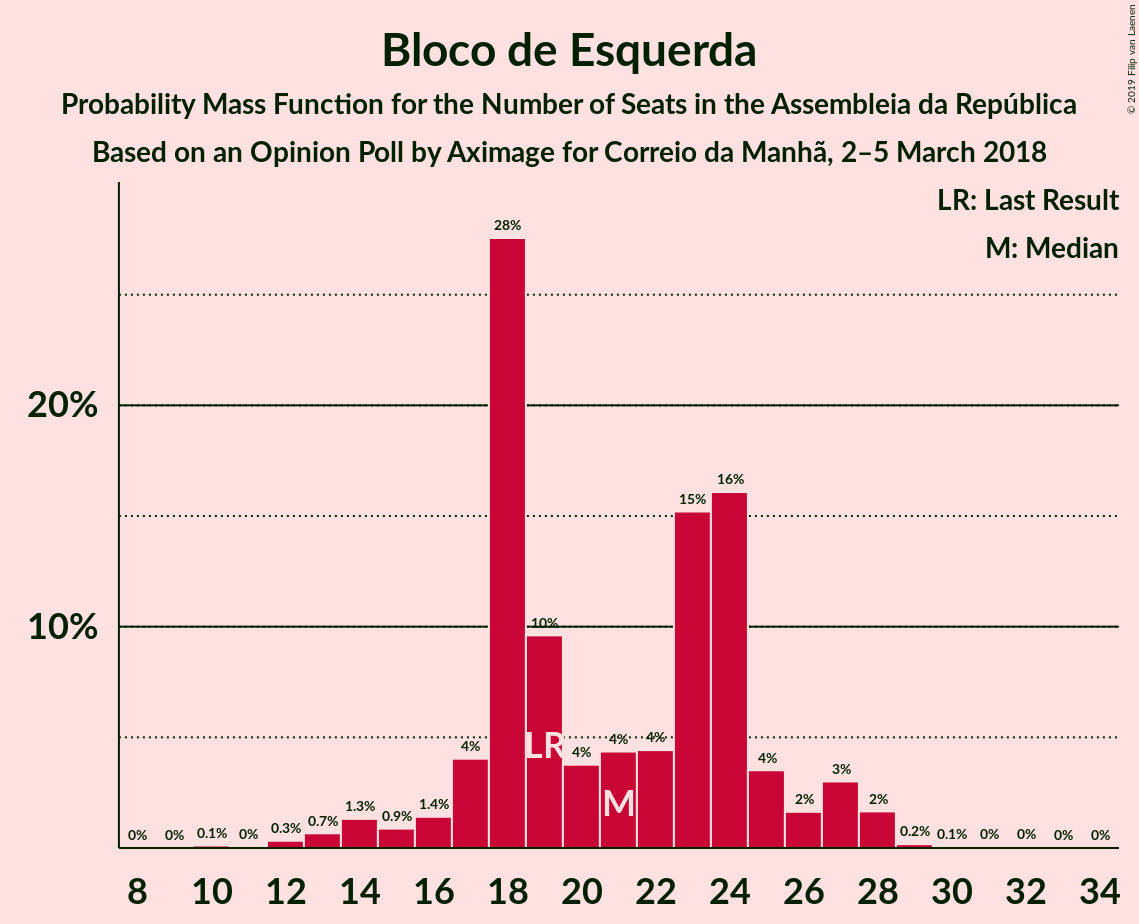 Bloco de Esquerda
Probability Mass Function for the Number of Seats in the Assembleia da República
Based on an Opinion Poll by Aximage for Correio da Manhã, 2–5 March 2018
© 2019 Filip van Laenen
LR: Last Result
M: Median
20%
10%
0% 0% 0.1% 0% 0.3% 0.7% 1.3% 0.9% 1.4% 4% 28% 10% 4% 4% 4% 15% 16% 4% 2% 3% 2% 0.2% 0.1% 0% 0% 0% 0%
LR
M
8 10 12 14 16 18 20 22 24 26 28 30 32 34